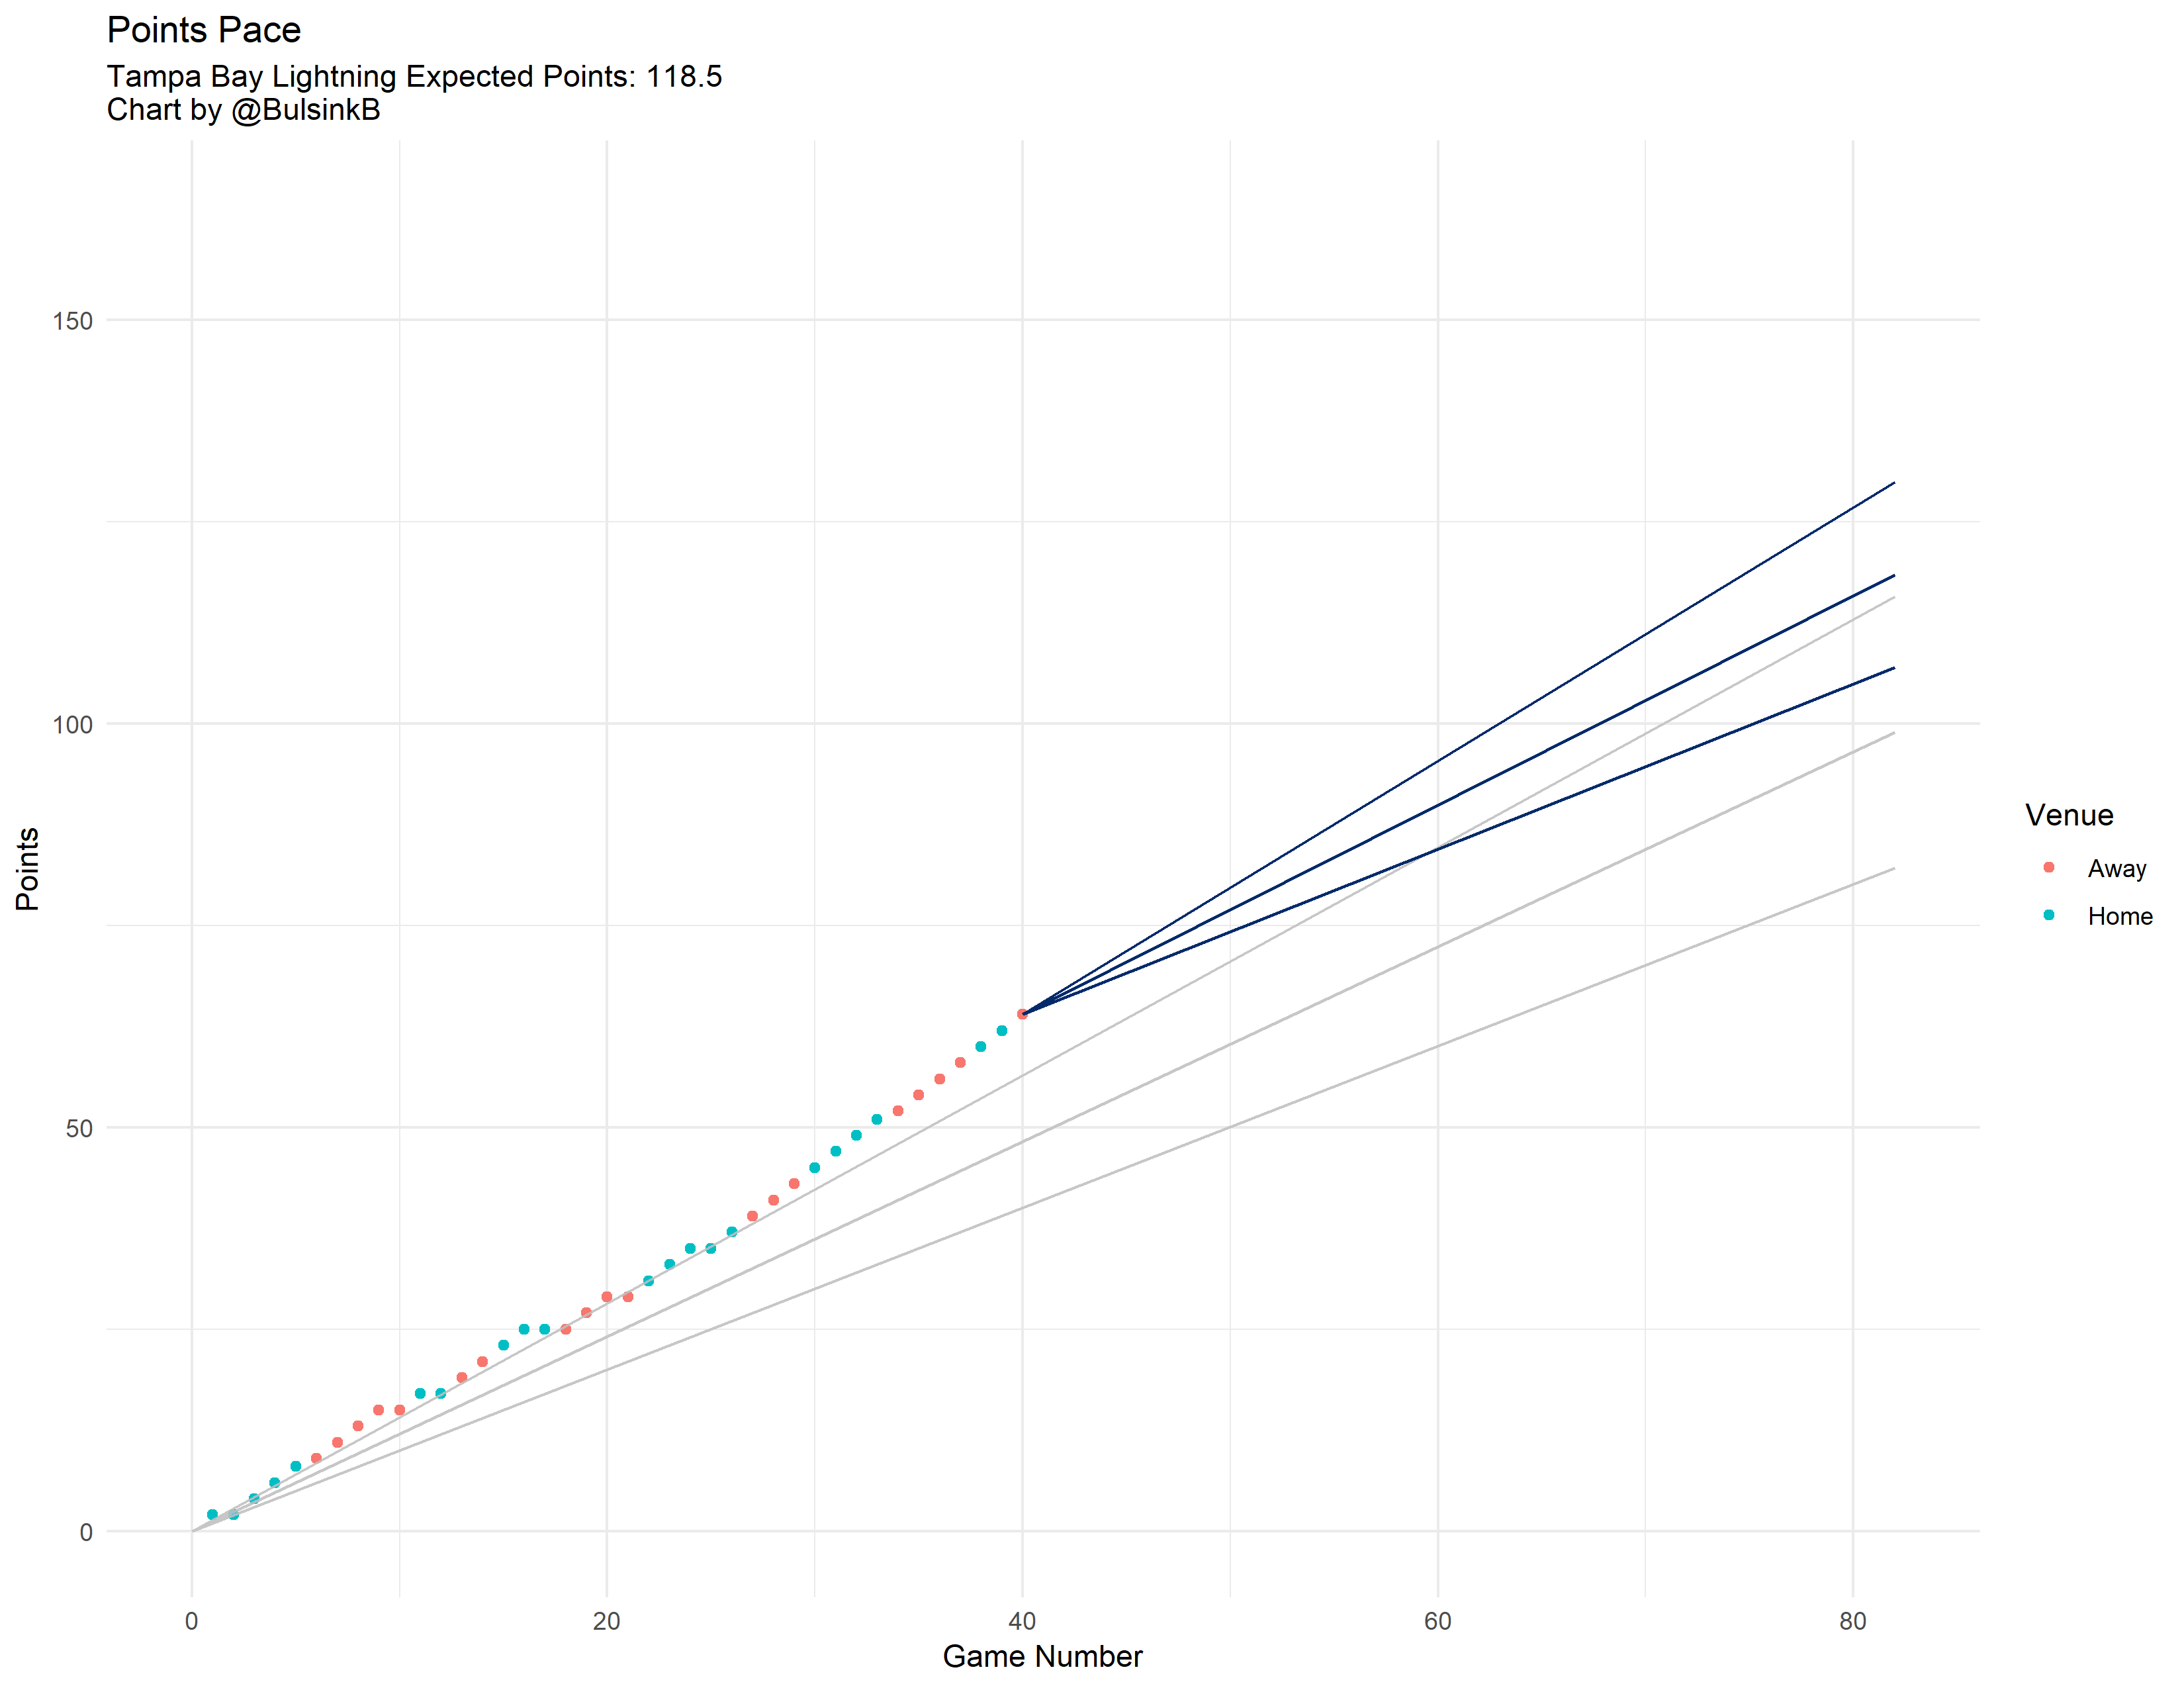 Points Pace
Tampa Bay Lightning Expected Points: 118.5
Chart by @BulsinkB
150
100
50
0
Points
0 20 40 60 80
Game Number
Venue
Away
Home